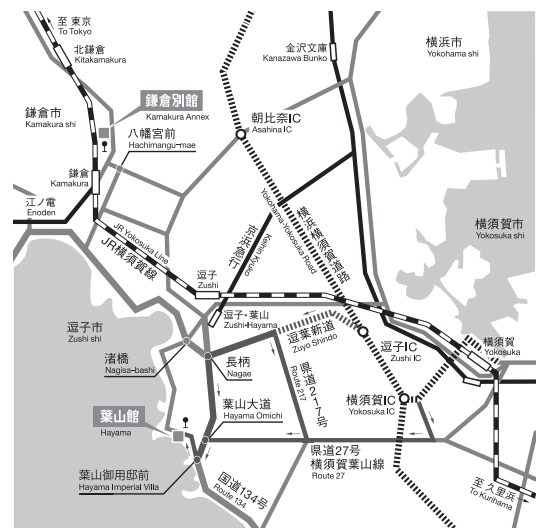 至 東京
To Tokyo
北鎌倉
Kitakamakura
金沢文庫
Kanazawa Bunko
横浜市
Yokohama shi
鎌倉市
Kamakura shi
鎌倉別館
Kamakura Annex
朝比奈IC
Asahina IC
八幡宮前
Hachimangu-mae
鎌倉
Kamakura
江ノ電
Enoden
JR Yokosuka Line
JR横須賀線
京浜急行
Keihin Kyuko
横浜横須賀道路
Yokohama-Yokosuka Road
横須賀市
Yokosuka shi
逗子
Zushi
逗子・葉山
Zushi-Hayama
逗子市
Zushi shi
渚橋
Nagisa-bashi
長柄
Nagae
逗葉新道
Zuyo Shindo
逗子IC
Zushi IC
横須賀
Yokosuka
県道217号
Route 217
横須賀IC
Yokosuka IC
葉山館
Hayama
葉山大道
Hayama Omichi
葉山御用邸前
Hayama Imperial Villa
国道134号
Route 134
県道27号
横須賀葉山線
Route 27
至 久里浜
To Kurihama